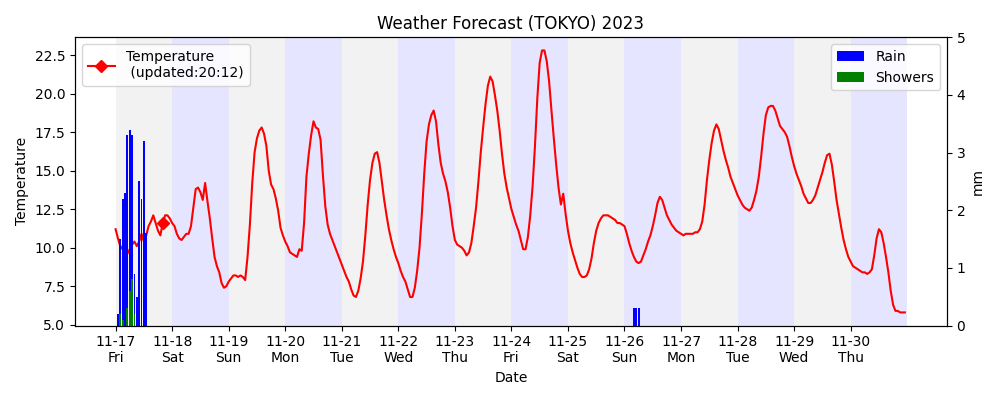 Weather Forecast (TOKYO) 2023
Temperature
(updated:20:12)
Rain
Showers
22.5
20.0
17.5
15.0
12.5
10.0
7.5
5.0
Temperature
5
4
3
2
1
0
mm
11-17 11-18 11-19 11-20 11-21 11-22 11-23 11-24 11-25 11-26 11-27 11-28 11-29 11-30
Fri Sat Sun Mon Tue Wed Thu Fri Sat Sun Mon Tue Wed Thu
Date